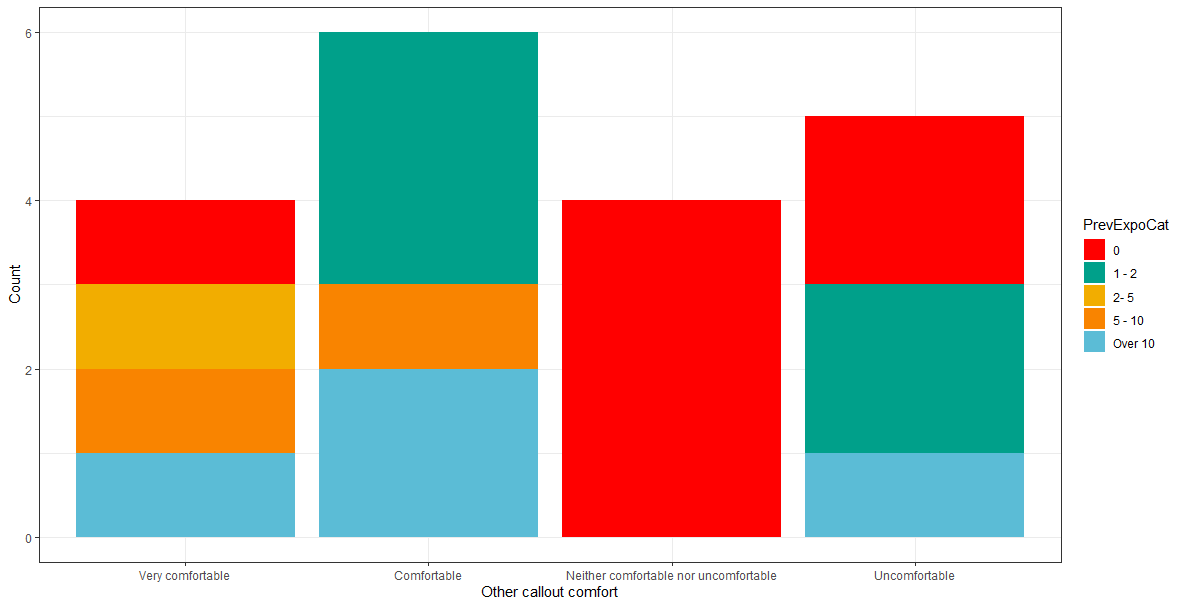 6
4
2
0
Count
Very comfortable
Comfortable
Neither comfortable nor uncomfortable
Uncomfortable
Other callout comfort
PrevExpoCat
0
1 - 2
2- 5
5 - 10
Over 10